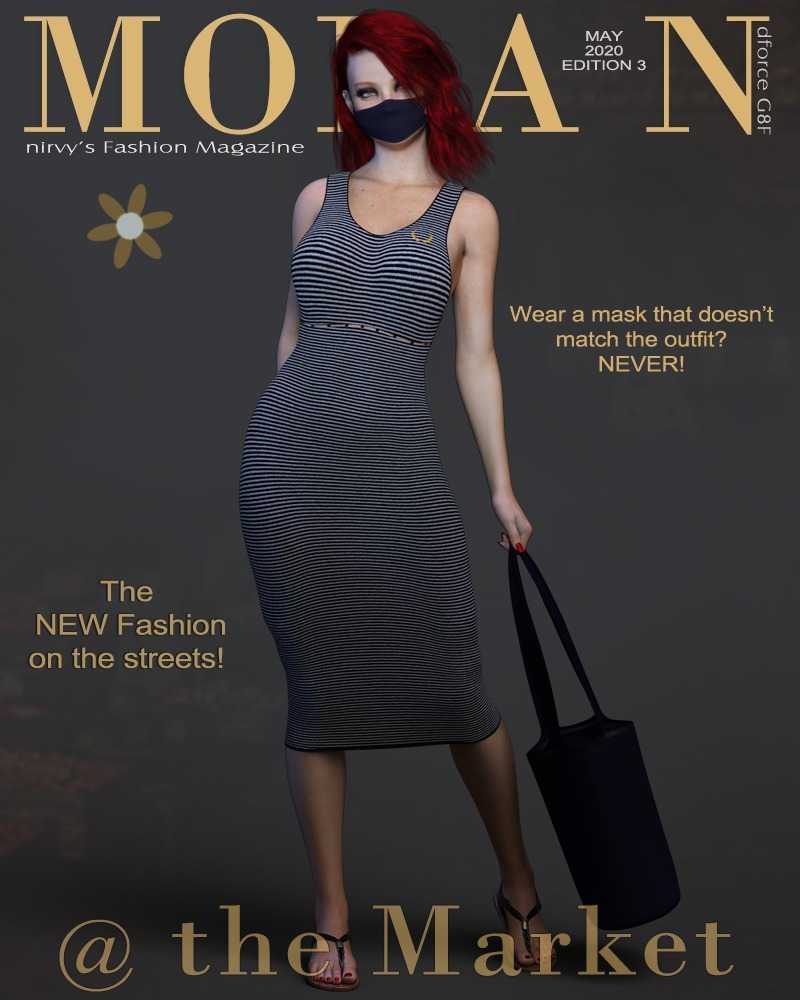 MO AN
MAY
2020
EDITION 3
dforce G8F
nirvy's Fashion Magazine
Wear a mask that doesn't
match the outfit?
NEVER!
The
NEW Fashion
on the streets!
@ the Market